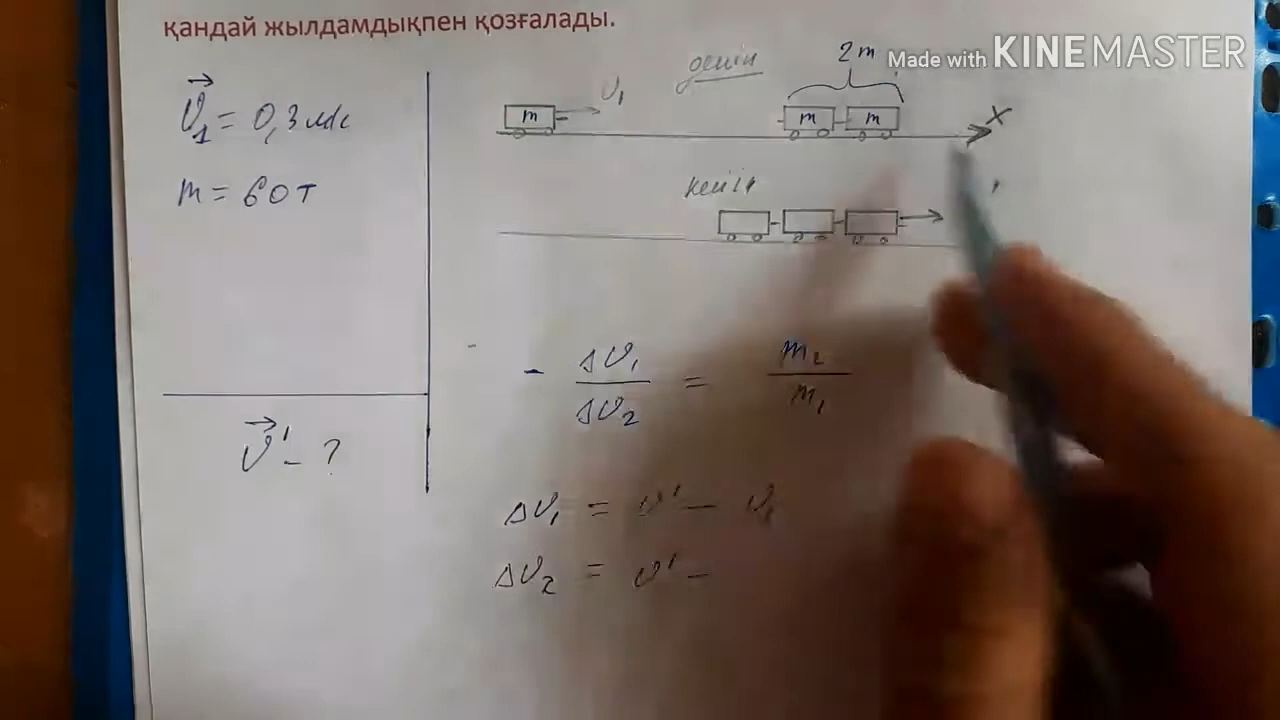 қандай жылдамдықпен қозғалады.
Made with KINEMASTER
v₁ = 0,3 м/с
m = 60 т
v' - ?
дейін
v₁
2m
m
m m
x
кейін
- Δv₁/Δv₂ = m₂/m₁
Δv₁ = v' - v₁
Δv₂ = v' -